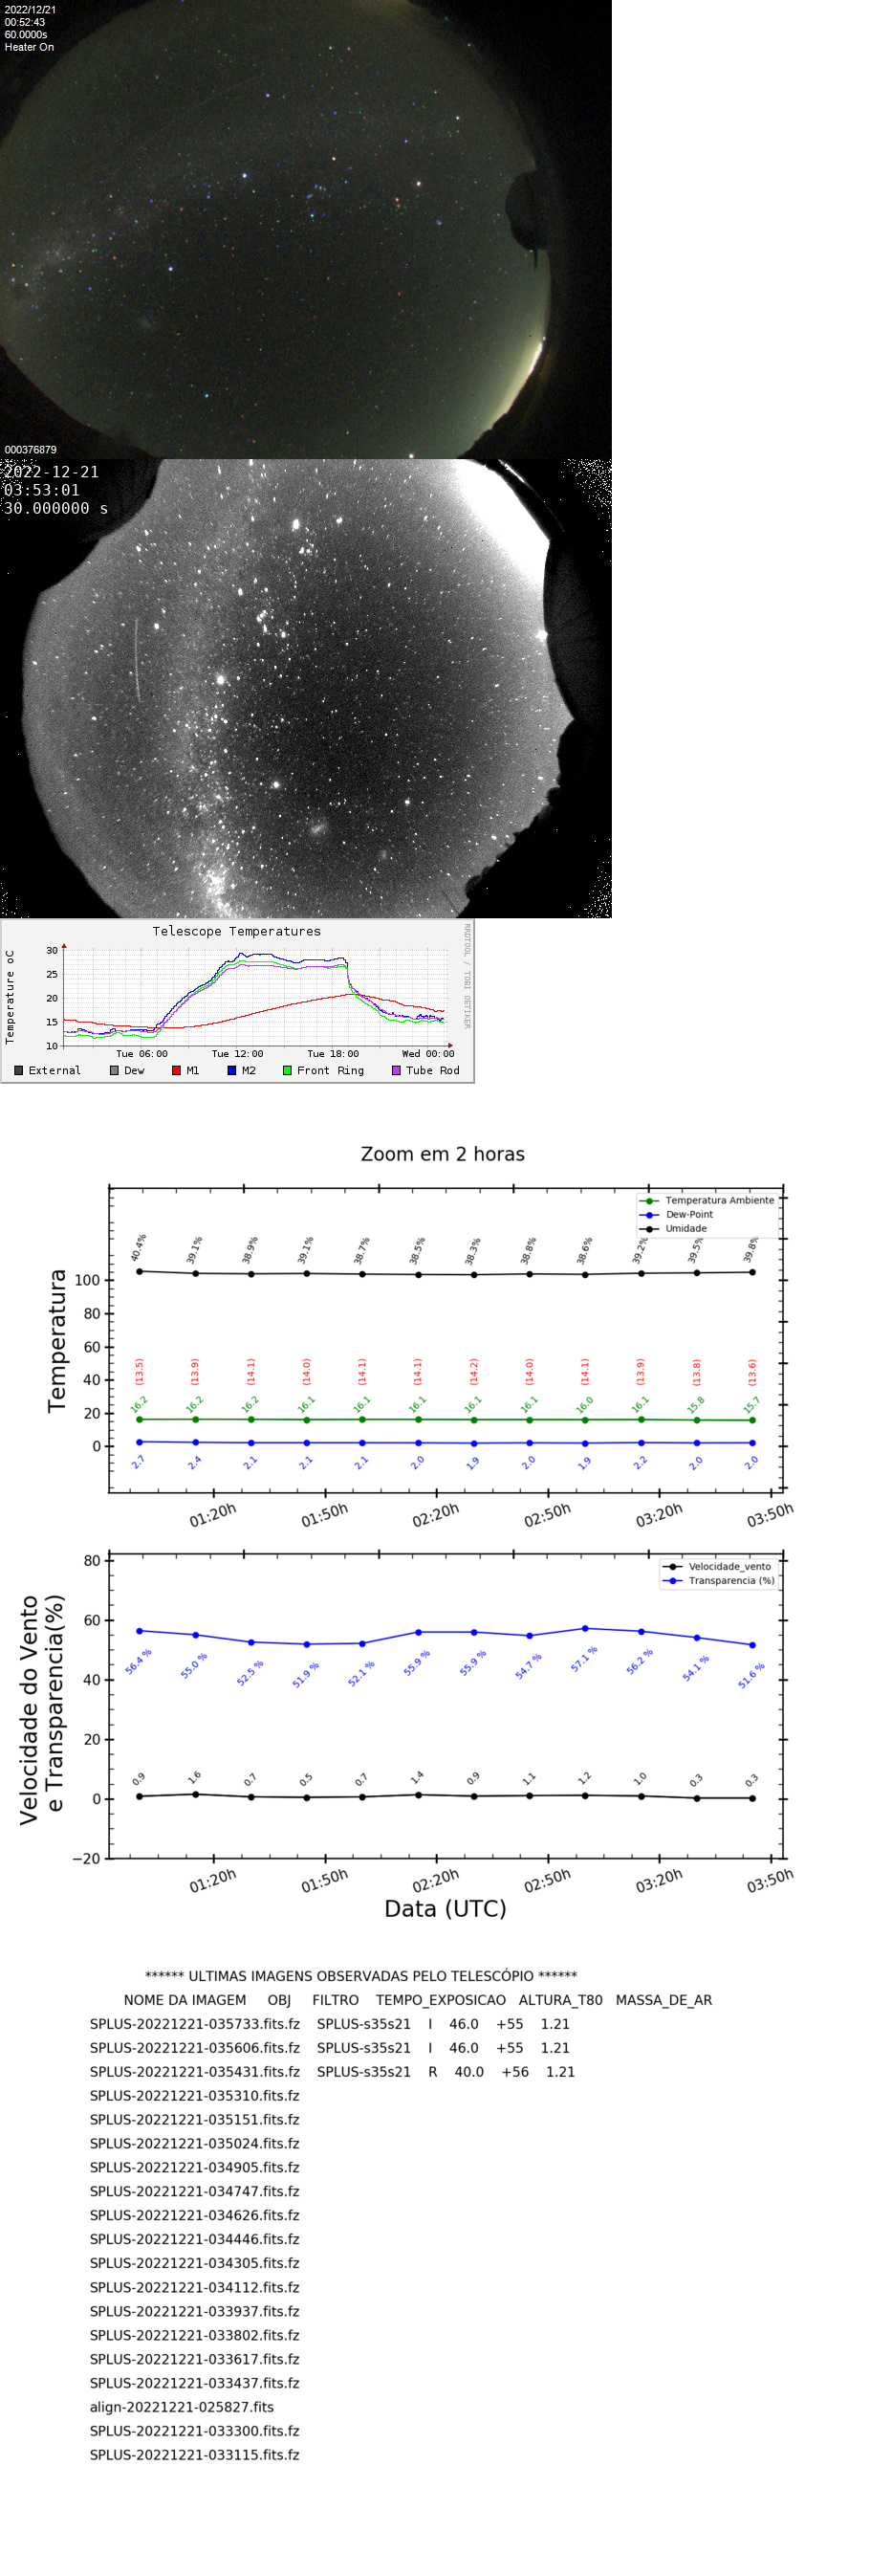 2022/12/21
00:52:43
60.0000s
Heater On
000376879
2022-12-21
03:53:01
30.000000 s
Telescope Temperatures
RRDTOOL / TOBI OETIKER
Temperature oC
30
25
20
15
10
Tue 06:00 Tue 12:00 Tue 18:00 Wed 00:00
External Dew M1 M2 Front Ring Tube Rod
Zoom em 2 horas
Temperatura Ambiente
Dew-Point
Umidade
40.4% 39.1% 38.9% 39.1% 38.7% 38.5% 38.3% 38.8% 38.6% 39.2% 39.5% 39.8%
Temperatura
100
80
60
40
20
0
(13.5) (13.9) (14.1) (14.0) (14.1) (14.1) (14.2) (14.0) (14.1) (13.9) (13.8) (13.6)
16.2 16.2 16.2 16.1 16.1 16.1 16.1 16.1 16.0 16.1 15.8 15.7
2.7 2.4 2.1 2.1 2.1 2.0 1.9 2.0 1.9 2.2 2.0 2.0
01:20h 01:50h 02:20h 02:50h 03:20h 03:50h
Velocidade_vento
Transparencia (%)
Velocidade do Vento
e Transparencia(%)
80
60
40
20
0
−20
56.4 % 55.0 % 52.5 % 51.9 % 52.1 % 55.9 % 55.9 % 54.7 % 57.1 % 56.2 % 54.1 % 51.6 %
0.9 1.6 0.7 0.5 0.7 1.4 0.9 1.1 1.2 1.0 0.3 0.3
01:20h 01:50h 02:20h 02:50h 03:20h 03:50h
Data (UTC)
****** ULTIMAS IMAGENS OBSERVADAS PELO TELESCÓPIO ******
NOME DA IMAGEM OBJ FILTRO TEMPO_EXPOSICAO ALTURA_T80 MASSA_DE_AR
SPLUS-20221221-035733.fits.fz SPLUS-s35s21 I 46.0 +55 1.21
SPLUS-20221221-035606.fits.fz SPLUS-s35s21 I 46.0 +55 1.21
SPLUS-20221221-035431.fits.fz SPLUS-s35s21 R 40.0 +56 1.21
SPLUS-20221221-035310.fits.fz
SPLUS-20221221-035151.fits.fz
SPLUS-20221221-035024.fits.fz
SPLUS-20221221-034905.fits.fz
SPLUS-20221221-034747.fits.fz
SPLUS-20221221-034626.fits.fz
SPLUS-20221221-034446.fits.fz
SPLUS-20221221-034305.fits.fz
SPLUS-20221221-034112.fits.fz
SPLUS-20221221-033937.fits.fz
SPLUS-20221221-033802.fits.fz
SPLUS-20221221-033617.fits.fz
SPLUS-20221221-033437.fits.fz
align-20221221-025827.fits
SPLUS-20221221-033300.fits.fz
SPLUS-20221221-033115.fits.fz